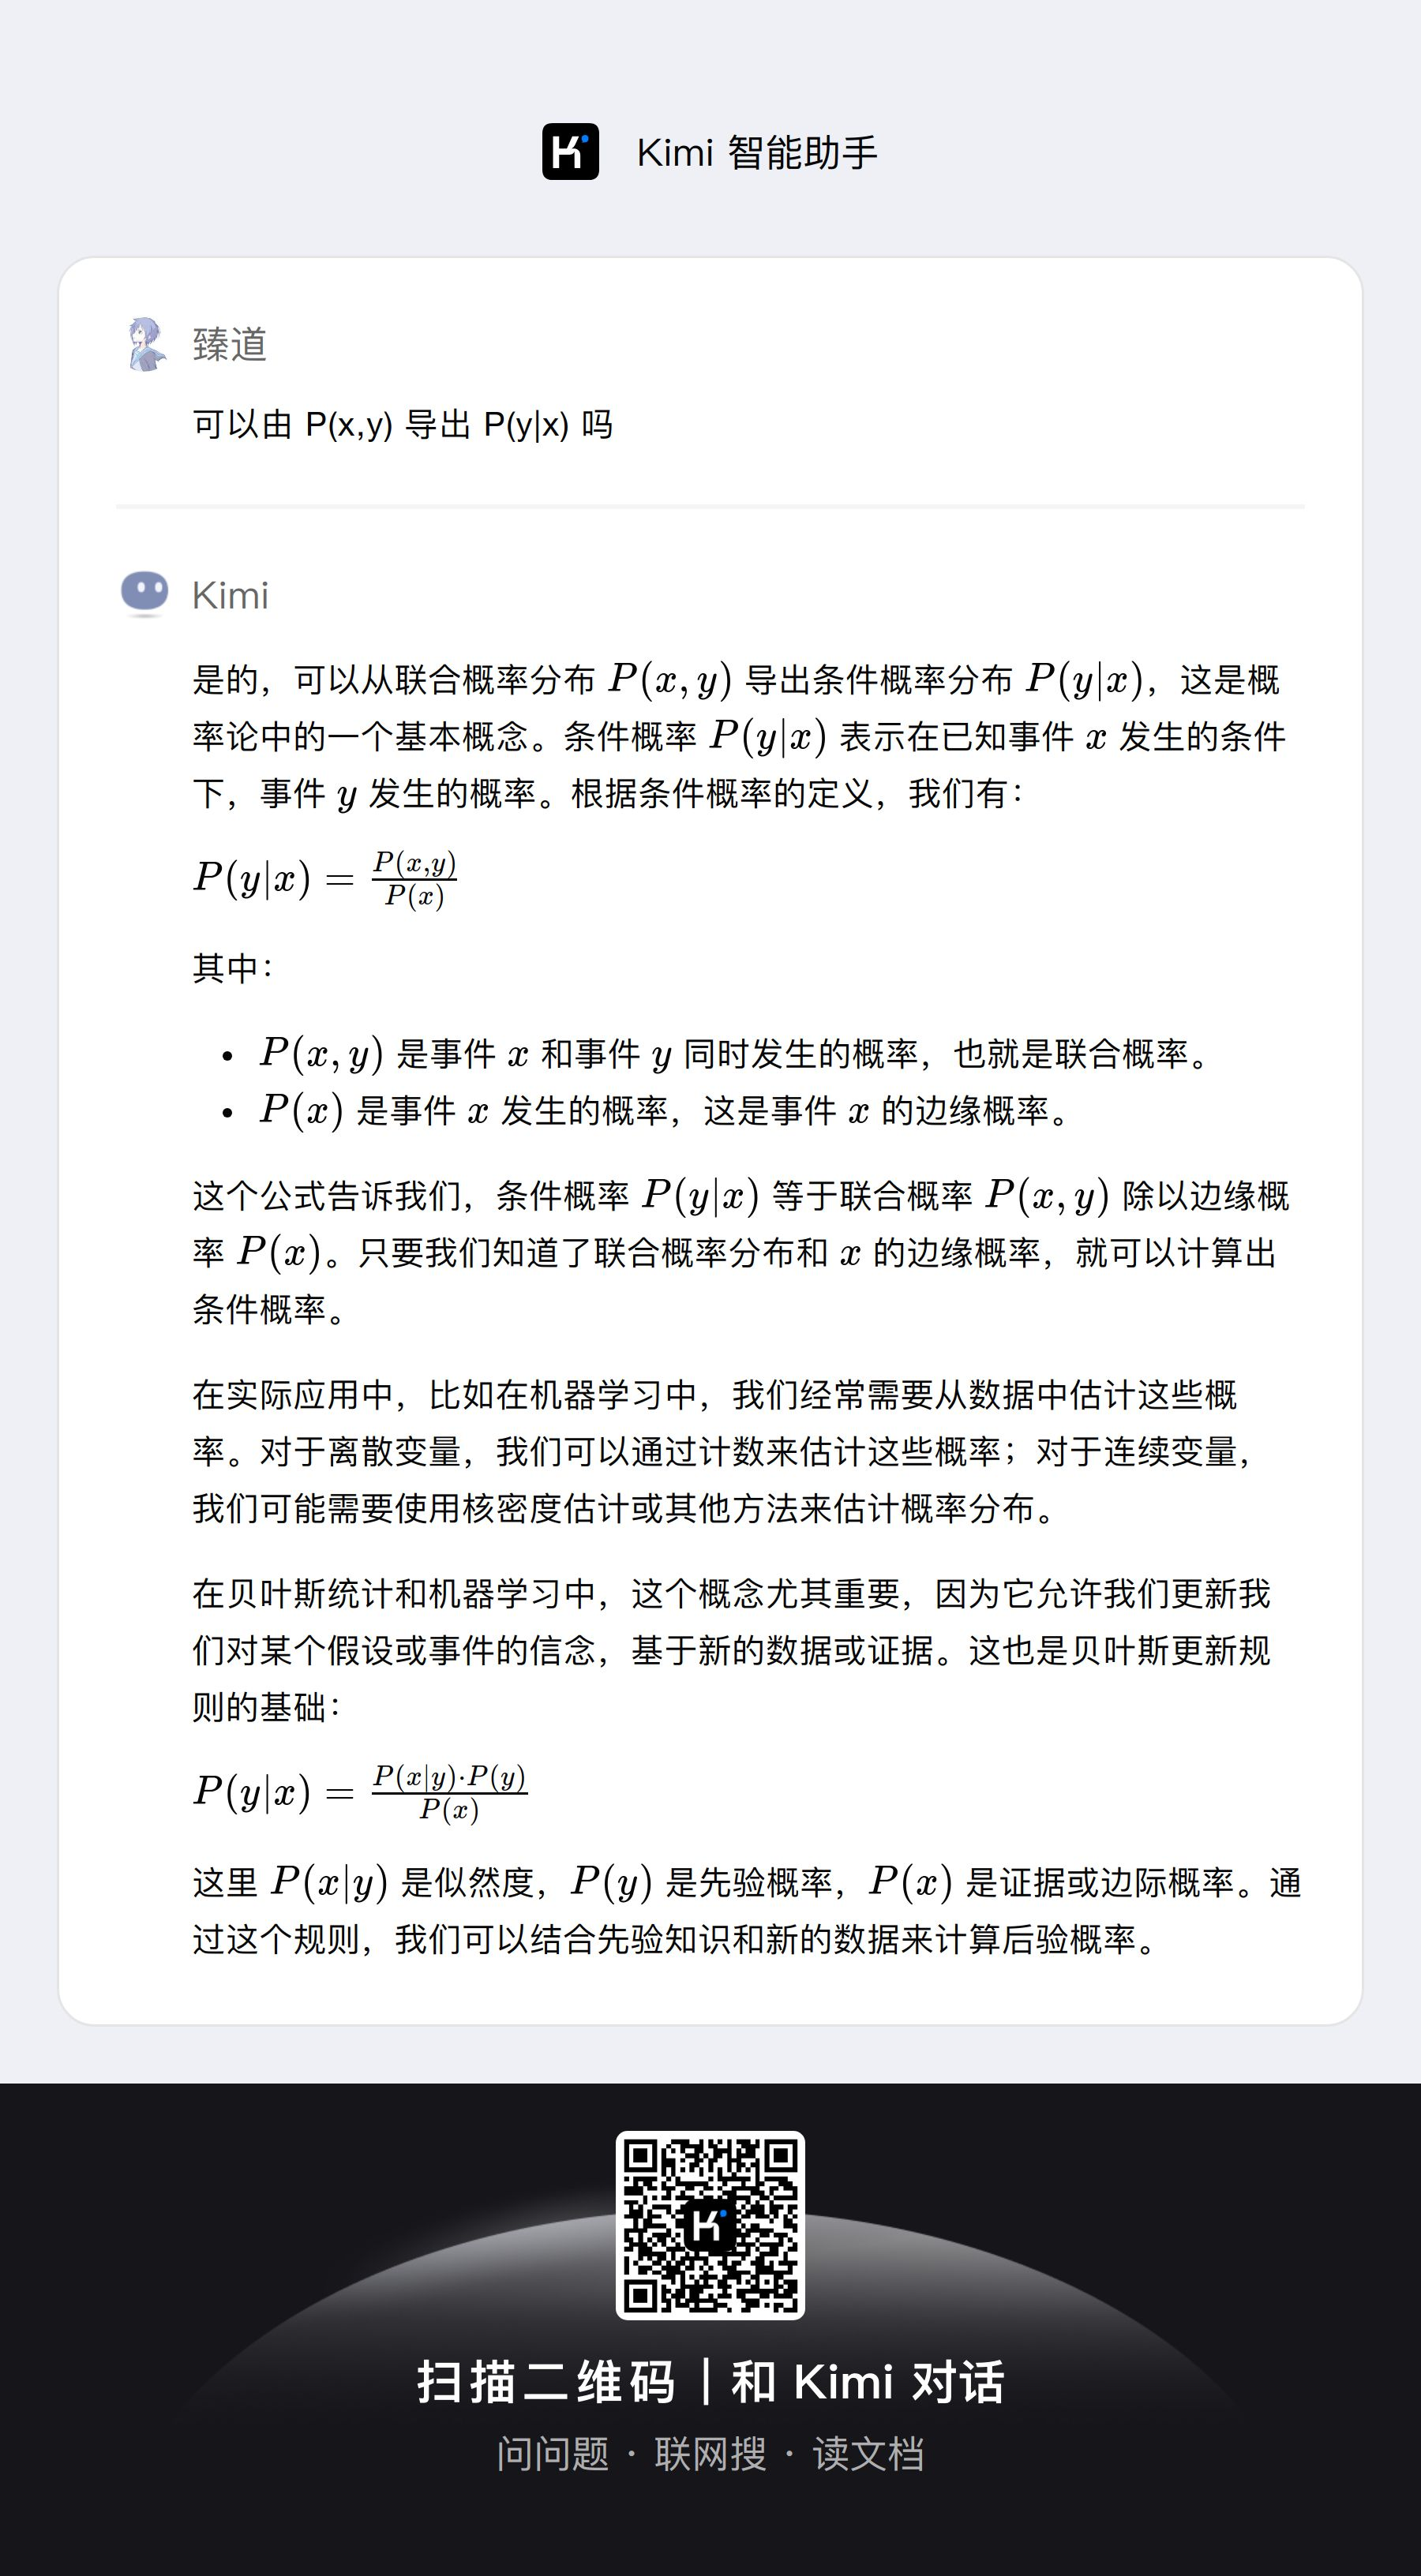 Kimi 智能助手
臻道
可以由 P(x,y) 导出 P(y|x) 吗
Kimi
是的，可以从联合概率分布 P(x, y) 导出条件概率分布 P(y|x)，这是概
率论中的一个基本概念。条件概率 P(y|x) 表示在已知事件 x 发生的条件
下，事件 y 发生的概率。根据条件概率的定义，我们有：
P(y|x) = \frac{P(x,y)}{P(x)}
其中：
• P(x, y) 是事件 x 和事件 y 同时发生的概率，也就是联合概率。
• P(x) 是事件 x 发生的概率，这是事件 x 的边缘概率。
这个公式告诉我们，条件概率 P(y|x) 等于联合概率 P(x, y) 除以边缘概
率 P(x)。只要我们知道了联合概率分布和 x 的边缘概率，就可以计算出
条件概率。
在实际应用中，比如在机器学习中，我们经常需要从数据中估计这些概
率。对于离散变量，我们可以通过计数来估计这些概率；对于连续变量，
我们可能需要使用核密度估计或其他方法来估计概率分布。
在贝叶斯统计和机器学习中，这个概念尤其重要，因为它允许我们更新我
们对某个假设或事件的信念，基于新的数据或证据。这也是贝叶斯更新规
则的基础：
P(y|x) = \frac{P(x|y)·P(y)}{P(x)}
这里 P(x|y) 是似然度，P(y) 是先验概率，P(x) 是证据或边际概率。通
过这个规则，我们可以结合先验知识和新的数据来计算后验概率。
扫描二维码｜和 Kimi 对话
问问题 · 联网搜 · 读文档